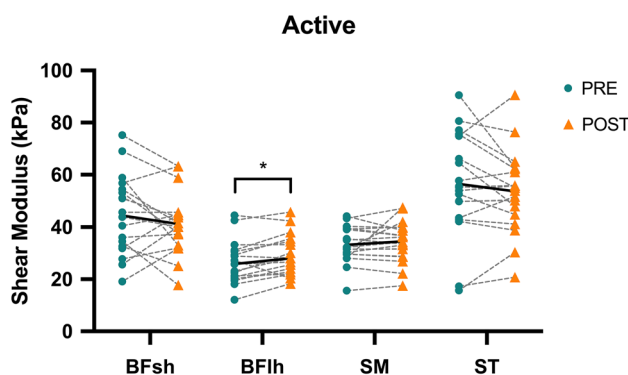 Active
Shear Modulus (kPa)
100
80
60
40
20
0
*
BFsh
BFlh
SM
ST
PRE
POST